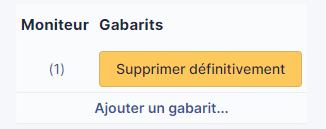 Moniteur Gabarits
(1) Supprimer définitivement
Ajouter un gabarit...